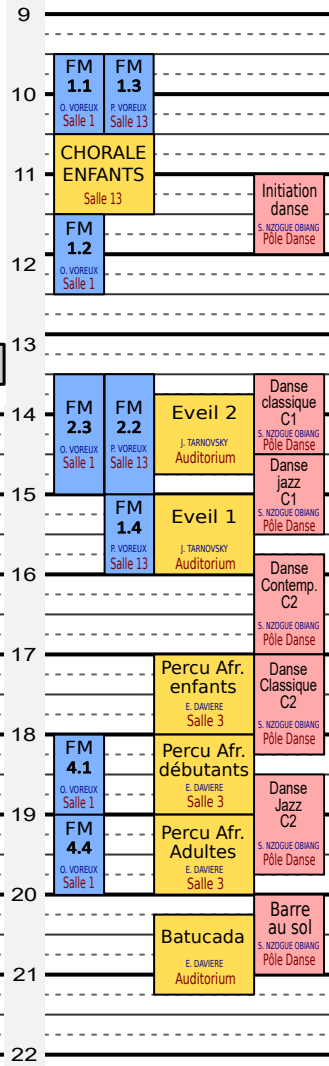 9
FM
1.1
O. VOREUX
Salle 1
FM
1.3
P. VOREUX
Salle 13
10
CHORALE
ENFANTS
Salle 13
11
Initiation
danse
S. NZOGUE OBIANG
Pôle Danse
FM
1.2
O. VOREUX
Salle 1
12
13
FM
2.3
O. VOREUX
Salle 1
FM
2.2
P. VOREUX
Salle 13
Eveil 2
J. TARNOVSKY
Auditorium
Danse
classique
C1
S. NZOGUE OBIANG
Pôle Danse
14
Danse
jazz
C1
S. NZOGUE OBIANG
Pôle Danse
15
FM
1.4
P. VOREUX
Salle 13
Eveil 1
J. TARNOVSKY
Auditorium
Danse
Contemp.
C2
S. NZOGUE OBIANG
Pôle Danse
16
17
Percu Afr.
enfants
E. DAVIERE
Salle 3
Danse
Classique
C2
S. NZOGUE OBIANG
Pôle Danse
18
FM
4.1
O. VOREUX
Salle 1
Percu Afr.
débutants
E. DAVIERE
Salle 3
Danse
Jazz
C2
S. NZOGUE OBIANG
Pôle Danse
19
FM
4.4
O. VOREUX
Salle 1
Percu Afr.
Adultes
E. DAVIERE
Salle 3
20
Barre
au sol
S. NZOGUE OBIANG
Pôle Danse
Batucada
E. DAVIERE
Auditorium
21
22